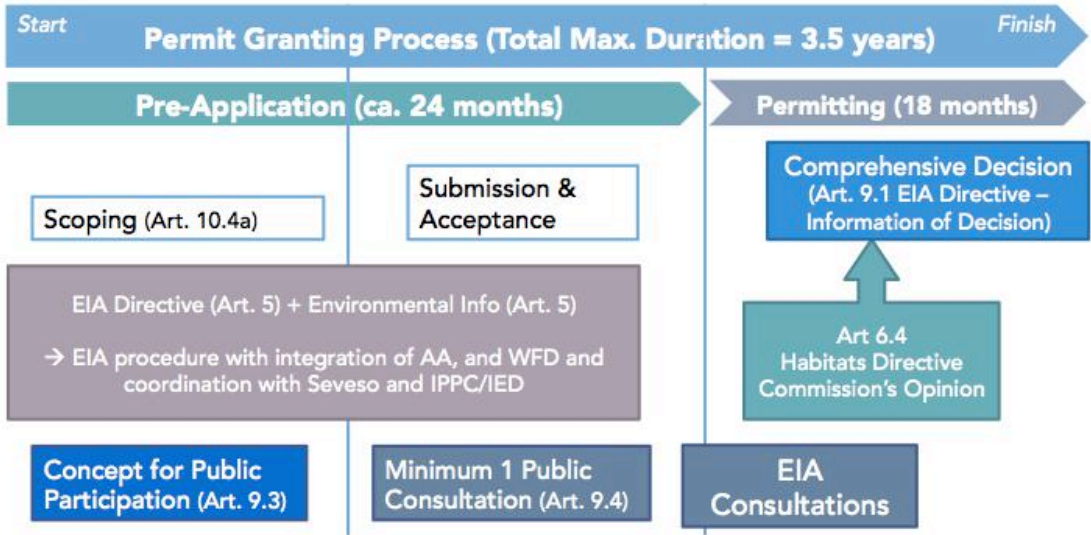 Start
Permit Granting Process (Total Max. Duration = 3.5 years)
Finish
Pre-Application (ca. 24 months)
Permitting (18 months)
Scoping (Art. 10.4a)
Submission &
Acceptance
Comprehensive Decision
(Art. 9.1 EIA Directive –
Information of Decision)
EIA Directive (Art. 5) + Environmental Info (Art. 5)
→ EIA procedure with integration of AA, and WFD and
coordination with Seveso and IPPC/IED
Art 6.4
Habitats Directive
Commission's Opinion
Concept for Public
Participation (Art. 9.3)
Minimum 1 Public
Consultation (Art. 9.4)
EIA
Consultations